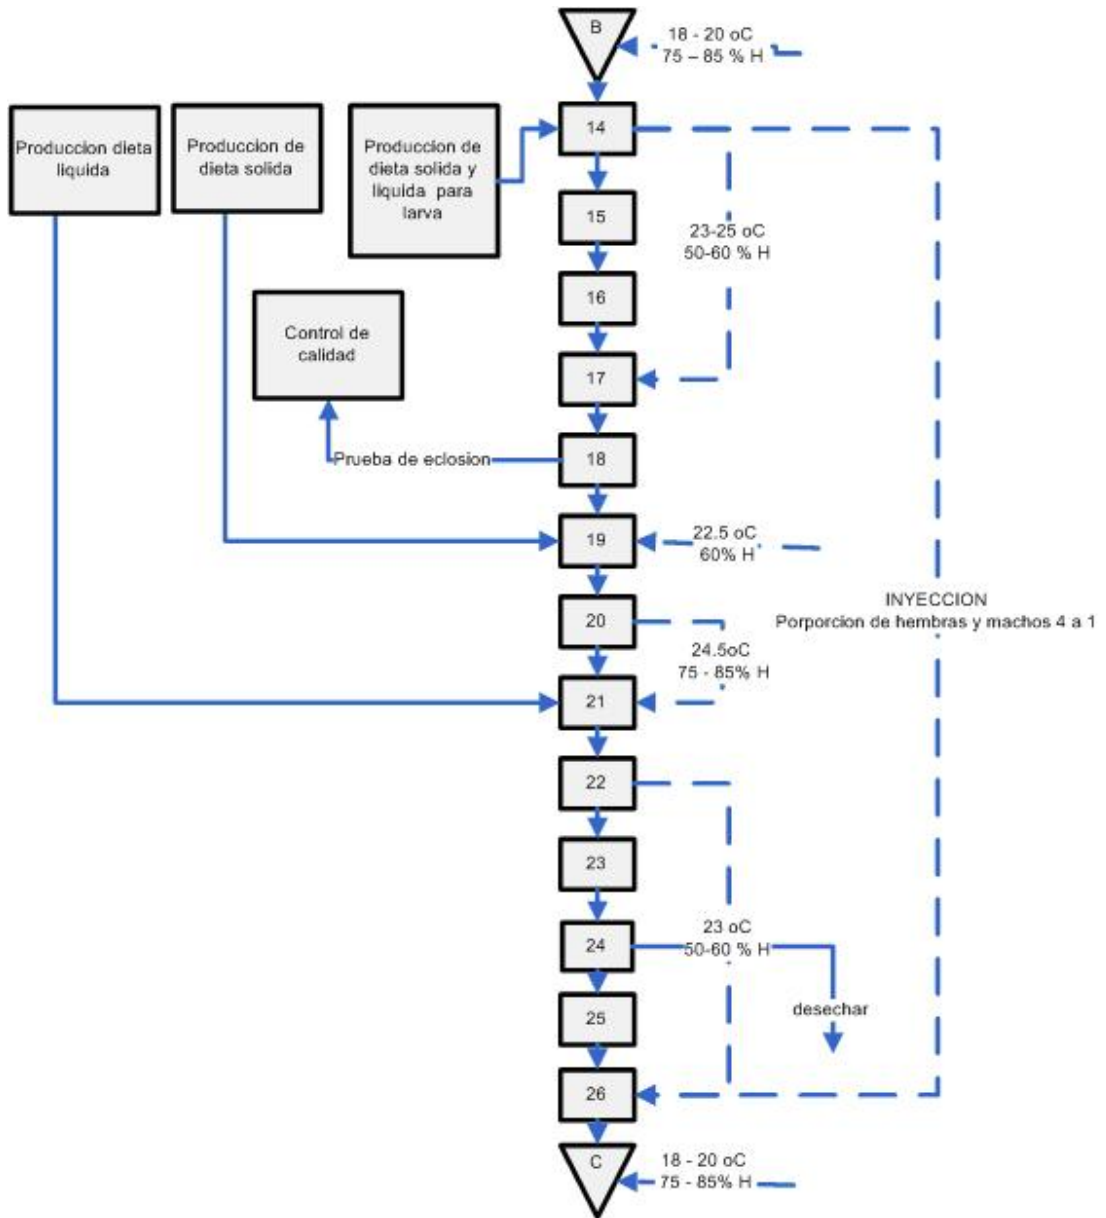 B
18 - 20 oC
75 – 85 % H
Produccion dieta
liquida
Produccion de
dieta solida
Produccion de
dieta solida y
liquida para
larva
14
15
23-25 oC
50-60 % H
16
Control de
calidad
17
Prueba de eclosion
18
19
22.5 oC
60% H
INYECCION
Porporcion de hembras y machos 4 a 1
20
24.5oC
75 - 85% H
21
22
23
24
23 oC
50-60 % H
desechar
25
26
C
18 - 20 oC
75 - 85% H